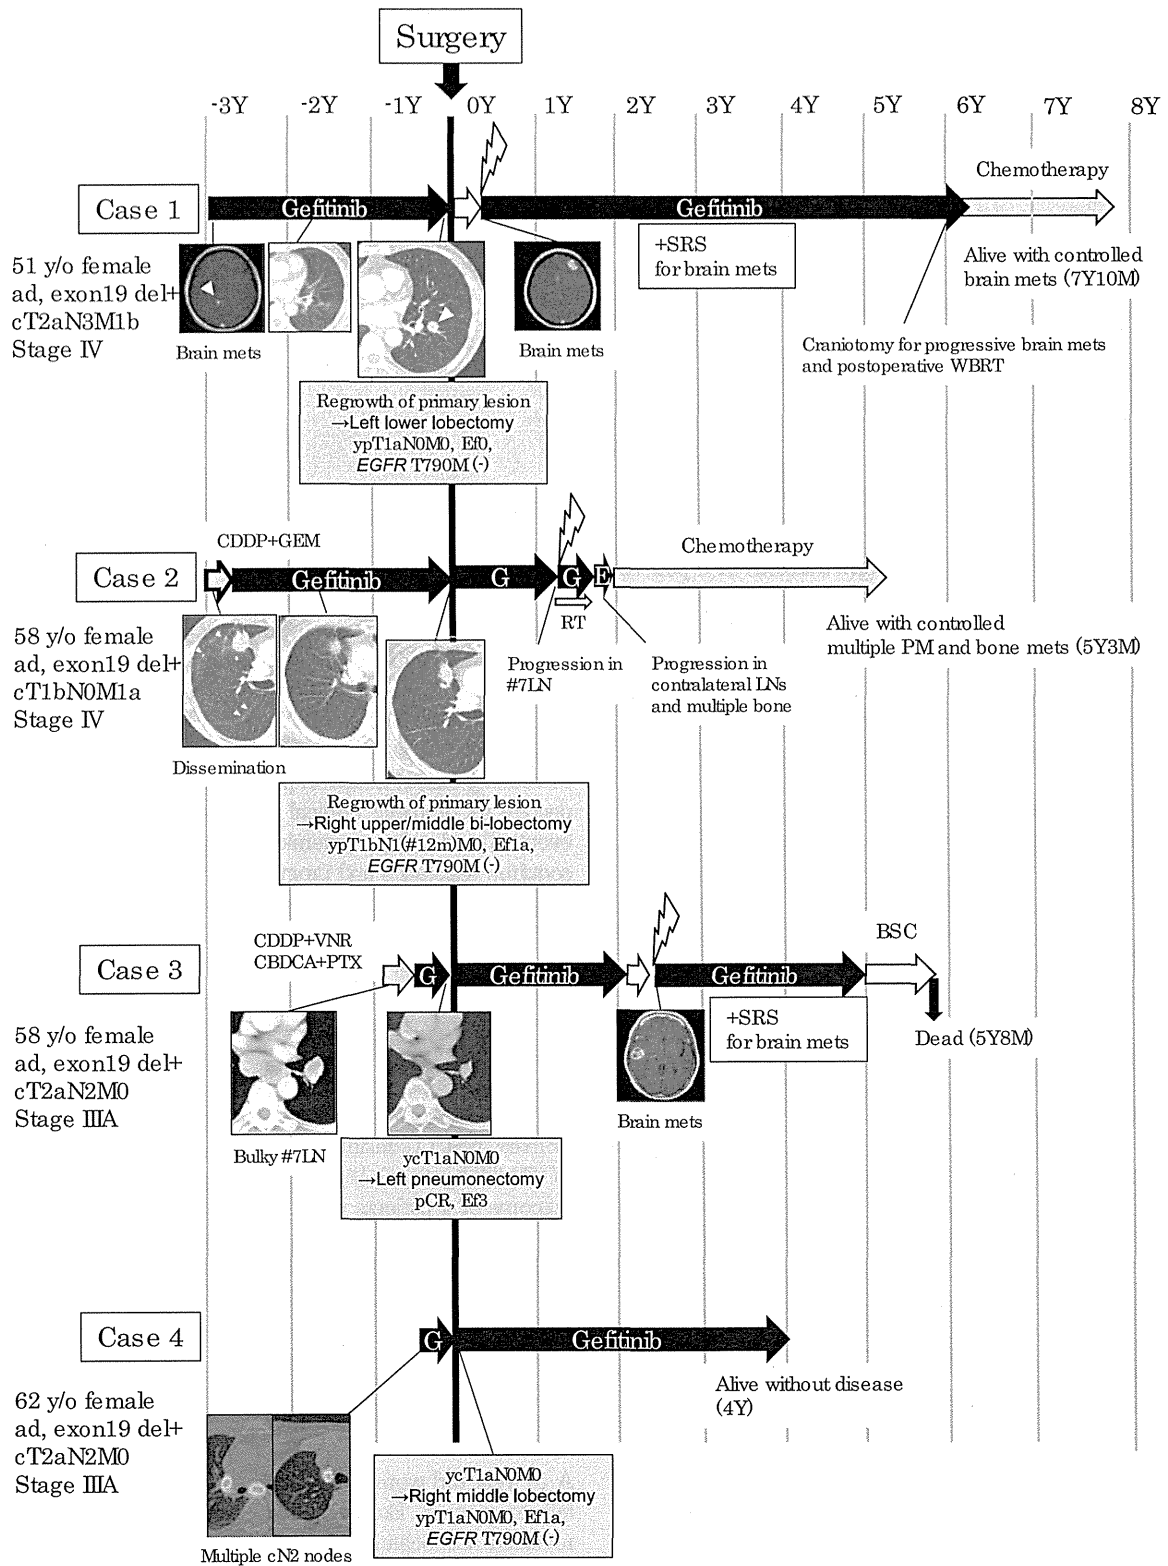 Surgery
-3Y -2Y -1Y 0Y 1Y 2Y 3Y 4Y 5Y 6Y 7Y 8Y
Chemotherapy
Case 1
Gefitinib
Gefitinib
+SRS
for brain mets
Alive with controlled
brain mets (7Y10M)
51 y/o female
ad, exon19 del+
cT2aN3M1b
Stage IV
Brain mets
Brain mets
Craniotomy for progressive brain mets
and postoperative WBRT
Regrowth of primary lesion
→Left lower lobectomy
ypT1aN0M0, Ef0,
EGFR T790M (-)
CDDP+GEM
Chemotherapy
Case 2
Gefitinib
G
G
E
RT
58 y/o female
ad, exon19 del+
cT1bN0M1a
Stage IV
Alive with controlled
multiple PM and bone mets (5Y3M)
Progression in
#7LN
Progression in
contralateral LNs
and multiple bone
Dissemination
Regrowth of primary lesion
→Right upper/middle bi-lobectomy
ypT1bN1(#12m)M0, Ef1a,
EGFR T790M (-)
CDDP+VNR
CBDCA+PTX
BSC
Case 3
G
Gefitinib
Gefitinib
+SRS
for brain mets
Dead (5Y8M)
58 y/o female
ad, exon19 del+
cT2aN2M0
Stage IIIA
Brain mets
Bulky #7LN
ycT1aN0M0
→Left pneumonectomy
pCR, Ef3
Case 4
G
Gefitinib
Alive without disease
(4Y)
62 y/o female
ad, exon19 del+
cT2aN2M0
Stage IIIA
ycT1aN0M0
→Right middle lobectomy
ypT1aN0M0, Ef1a,
EGFR T790M (-)
Multiple cN2 nodes